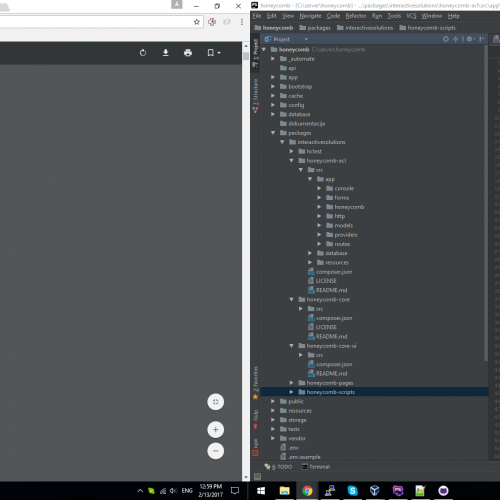 honeycomb - [C:\server\honeycomb] - ...\packages\interactivesolutions\honeycomb-acl\src\app\
File Edit View Navigate Code Refactor Run Tools VCS Window Help
honeycomb packages interactivesolutions honeycomb-scripts
Project
1: Project
honeycomb C:\server\honeycomb
_automate
api
app
2: Structure
bootstrap
cache
config
database
dokumentacija
packages
interactivesolutions
hctest
honeycomb-acl
src
app
console
forms
honeycomb
http
models
providers
routes
database
resources
composer.json
LICENSE
README.md
honeycomb-core
src
composer.json
LICENSE
README.md
honeycomb-core-ui
src
composer.json
README.md
2: Favorites
honeycomb-pages
honeycomb-scripts
public
resources
Gulp
storage
tests
vendor
npm
.env
.env.example
6: TODO Terminal
ENG
12:59 PM
2/13/2017